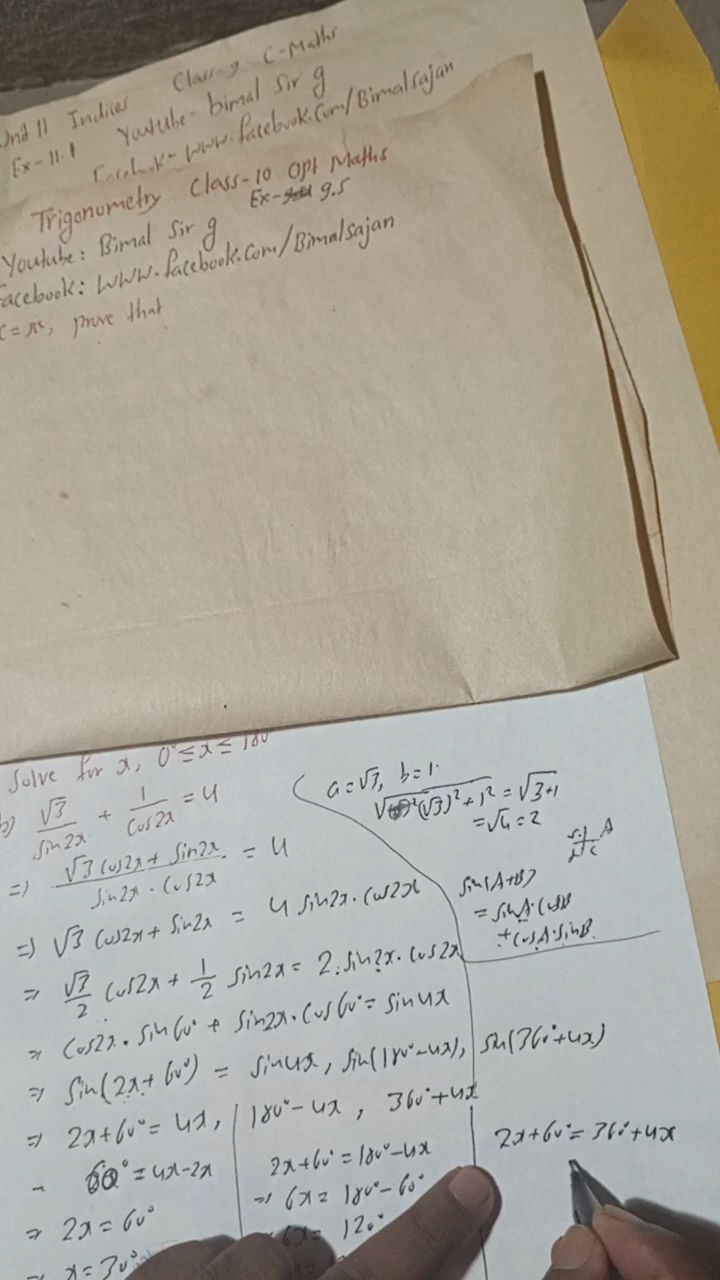 Unit 11 Indices Class-9 C-Maths
Ex-11.1 Youtube- bimal Sir g
Facebook- www.facebook.com/Bimalsajan
Trigonometry Class-10 Opt Maths
Ex- 9.5
Youtube: Bimal Sir g
Facebook: www.facebook.com/Bimalsajan
C=πᶜ, prove that
Solve for x, 0°≤x≤180
b) √3/sin2x + 1/cos2x = 4
=) (√3 cos2x + sin2x)/(sin2x · cos2x) = 4
=) √3 cos2x + sin2x = 4 sin2x · cos2x
⇒ √3/2 cos2x + 1/2 sin2x = 2 · sin2x · cos2x
⇒ cos2x · sin60° + sin2x · cos60° = sin4x
⇒ sin(2x+60°) = sin4x, sin(180°-4x), sin(360°+4x)
⇒ 2x+60° = 4x, 180°-4x, 360°+4x
60° = 4x-2x
⇒ 2x = 60°
x = 30°
2x+60° = 180°-4x
⇒ 6x = 180°-60°
6x = 120°
2x+60° = 360°+4x
a=√3, b=1
√(√3)²+1² = √3+1
= √4 = 2
S A
T C
sin(A+B)
= sinA·cosB
+cosA·sinB